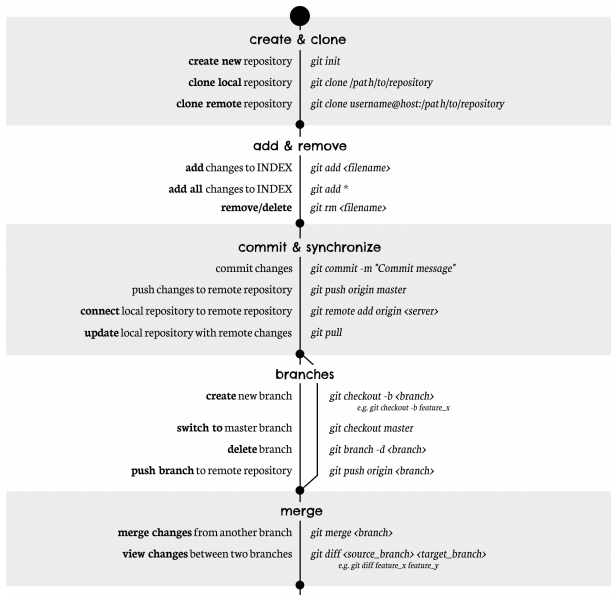 create & clone
create new repository git init
clone local repository git clone /path/to/repository
clone remote repository git clone username@host:/path/to/repository
add & remove
add changes to INDEX git add <filename>
add all changes to INDEX git add *
remove/delete git rm <filename>
commit & synchronize
commit changes git commit -m "Commit message"
push changes to remote repository git push origin master
connect local repository to remote repository git remote add origin <server>
update local repository with remote changes git pull
branches
create new branch git checkout -b <branch>
e.g. git checkout -b feature_x
switch to master branch git checkout master
delete branch git branch -d <branch>
push branch to remote repository git push origin <branch>
merge
merge changes from another branch git merge <branch>
view changes between two branches git diff <source_branch> <target_branch>
e.g. git diff feature_x feature_y